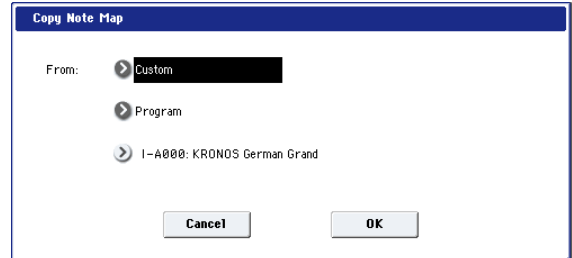 Copy Note Map
From: Custom
Program
I-A000: KRONOS German Grand
Cancel OK